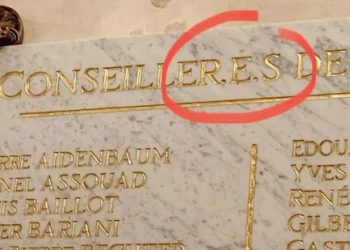 CONSEILLER.E.S DE
RRE AIDENBAUM
NEL ASSOUAD
IS BAILLOT
ER BARIANI
EDOU
YVES
RENÉ
GILBE
GAST